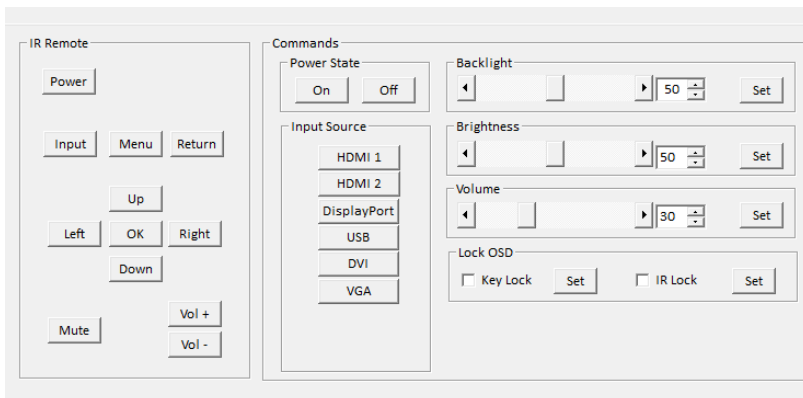 IR Remote
Power
Input Menu Return
Up
Left OK Right
Down
Mute
Vol +
Vol -
Commands
Power State
On Off
Input Source
HDMI 1
HDMI 2
DisplayPort
USB
DVI
VGA
Backlight
50 Set
Brightness
50 Set
Volume
30 Set
Lock OSD
Key Lock Set IR Lock Set